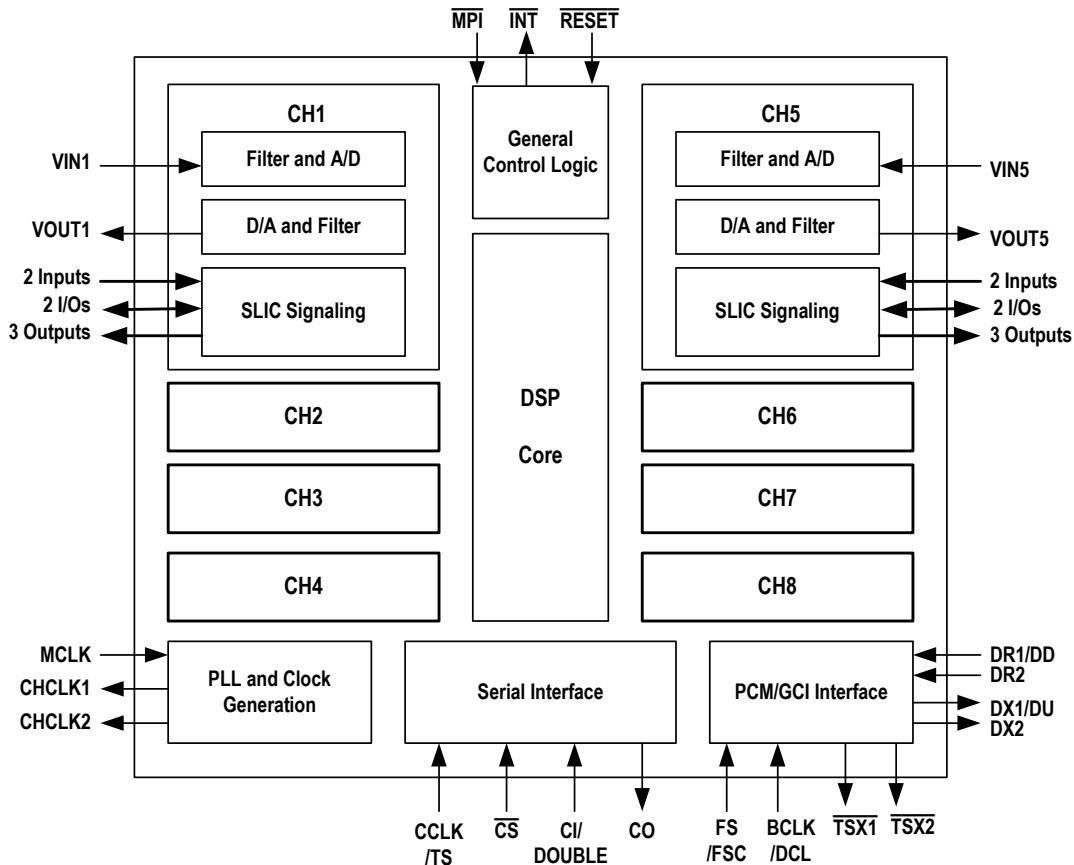 MPI INT RESET
CH1
Filter and A/D
D/A and Filter
SLIC Signaling
VIN1
VOUT1
2 Inputs
2 I/Os
3 Outputs
General
Control Logic
CH5
Filter and A/D
D/A and Filter
SLIC Signaling
VIN5
VOUT5
2 Inputs
2 I/Os
3 Outputs
DSP
Core
CH2
CH3
CH4
CH6
CH7
CH8
MCLK
CHCLK1
CHCLK2
PLL and Clock
Generation
Serial Interface
PCM/GCI Interface
DR1/DD
DR2
DX1/DU
DX2
CCLK
/TS
CS
CI/
DOUBLE
CO
FS
/FSC
BCLK
/DCL
TSX1
TSX2